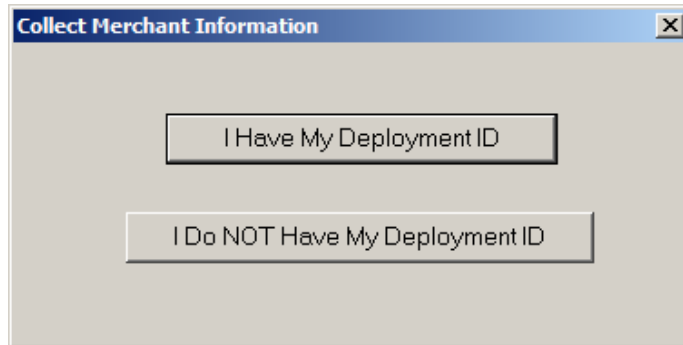 Collect Merchant Information
I Have My Deployment ID
I Do NOT Have My Deployment ID